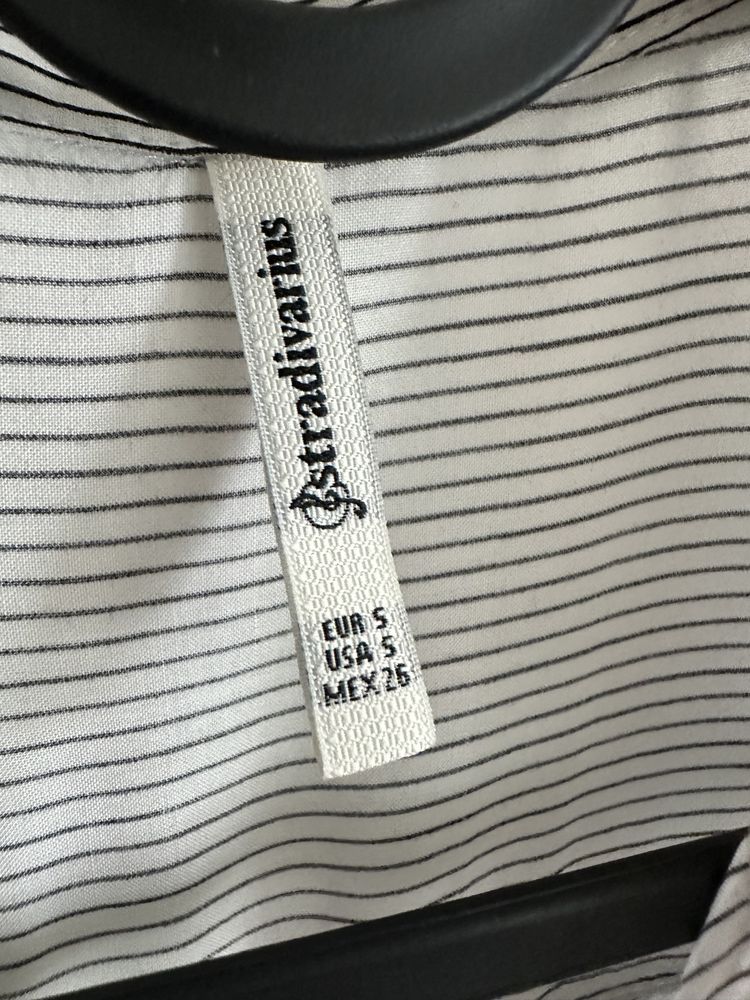 stradivarius
EUR S
USA S
MEX 26